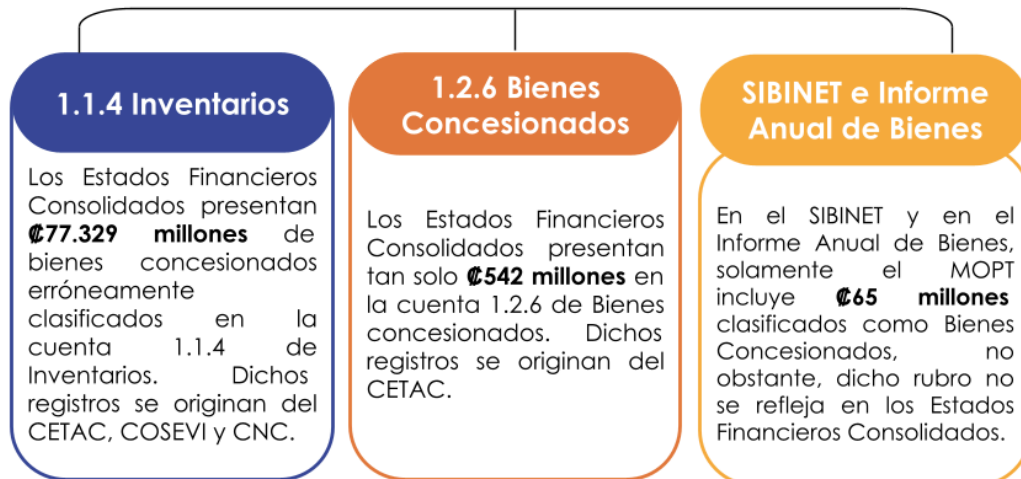 1.1.4 Inventarios
Los Estados Financieros
Consolidados presentan
₡77.329 millones de
bienes concesionados
erróneamente
clasificados en la
cuenta 1.1.4 de
Inventarios. Dichos
registros se originan del
CETAC, COSEVI y CNC.
1.2.6 Bienes
Concesionados
Los Estados Financieros
Consolidados presentan
tan solo ₡542 millones en
la cuenta 1.2.6 de Bienes
concesionados. Dichos
registros se originan del
CETAC.
SIBINET e Informe
Anual de Bienes
En el SIBINET y en el
Informe Anual de Bienes,
solamente el MOPT
incluye ₡65 millones
clasificados como Bienes
Concesionados, no
obstante, dicho rubro no
se refleja en los Estados
Financieros Consolidados.